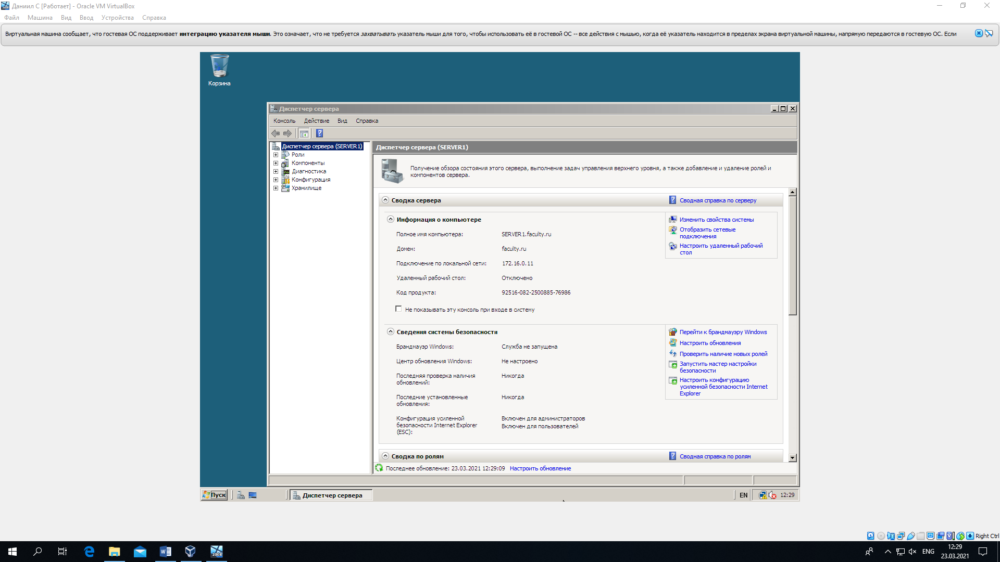 Даниил С [Работает] - Oracle VM VirtualBox
Файл Машина Вид Ввод Устройства Справка
Виртуальная машина сообщает, что гостевая ОС поддерживает интеграцию указателя мыши. Это означает, что не требуется захватывать указатель мыши для того, чтобы использовать её в гостевой ОС -- все действия с мышью, когда её указатель находится в пределах экрана виртуальной машины, напрямую передаются в гостевую ОС. Если
Корзина
Диспетчер сервера
Консоль Действие Вид Справка
Диспетчер сервера (SERVER1)
Роли
Компоненты
Диагностика
Конфигурация
Хранилище
Диспетчер сервера (SERVER1)
Получение обзора состояния этого сервера, выполнение задач управления верхнего уровня, а также добавление и удаление ролей и
компонентов сервера.
Сводка сервера
Сводная справка по серверу
Информация о компьютере
Полное имя компьютера: SERVER1.faculty.ru
Домен: faculty.ru
Подключение по локальной сети: 172.16.0.11
Удаленный рабочий стол: Отключено
Код продукта: 92516-082-2500885-76986
Не показывать эту консоль при входе в систему
Изменить свойства системы
Отобразить сетевые
подключения
Настроить удаленный рабочий
стол
Сведения системы безопасности
Брандмауэр Windows: Служба не запущена
Центр обновления Windows: Не настроено
Последняя проверка наличия Никогда
обновлений:
Последние установленные Никогда
обновления:
Конфигурация усиленной Включен для администраторов
безопасности Internet Explorer Включен для пользователей
(ESC):
Перейти к брандмауэру Windows
Настроить обновления
Проверить наличие новых ролей
Запустить мастер настройки
безопасности
Настроить конфигурацию
усиленной безопасности Internet
Explorer
Сводка по ролям
Сводная справка по ролям
Последнее обновление: 23.03.2021 12:29:09 Настроить обновление
Пуск
Диспетчер сервера
EN
12:29
Right Ctrl
2008
ENG
12:29
23.03.2021